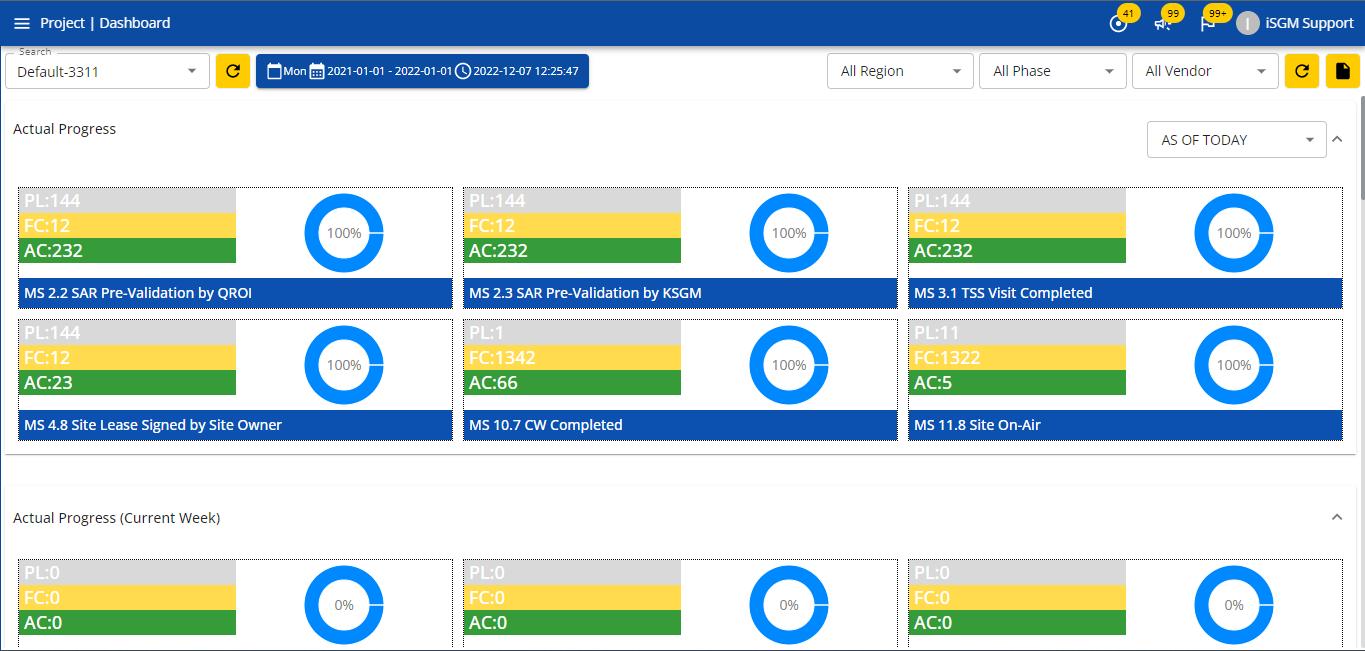 Project | Dashboard
41
99
99+
I
iSGM Support
Search
Default-3311
Mon 2021-01-01 - 2022-01-01 2022-12-07 12:25:47
All Region
All Phase
All Vendor
Actual Progress
AS OF TODAY
PL:144
FC:12
AC:232
100%
MS 2.2 SAR Pre-Validation by QROI
PL:144
FC:12
AC:232
100%
MS 2.3 SAR Pre-Validation by KSGM
PL:144
FC:12
AC:232
100%
MS 3.1 TSS Visit Completed
PL:144
FC:12
AC:23
100%
MS 4.8 Site Lease Signed by Site Owner
PL:1
FC:1342
AC:66
100%
MS 10.7 CW Completed
PL:11
FC:1322
AC:5
100%
MS 11.8 Site On-Air
Actual Progress (Current Week)
PL:0
FC:0
AC:0
0%
PL:0
FC:0
AC:0
0%
PL:0
FC:0
AC:0
0%